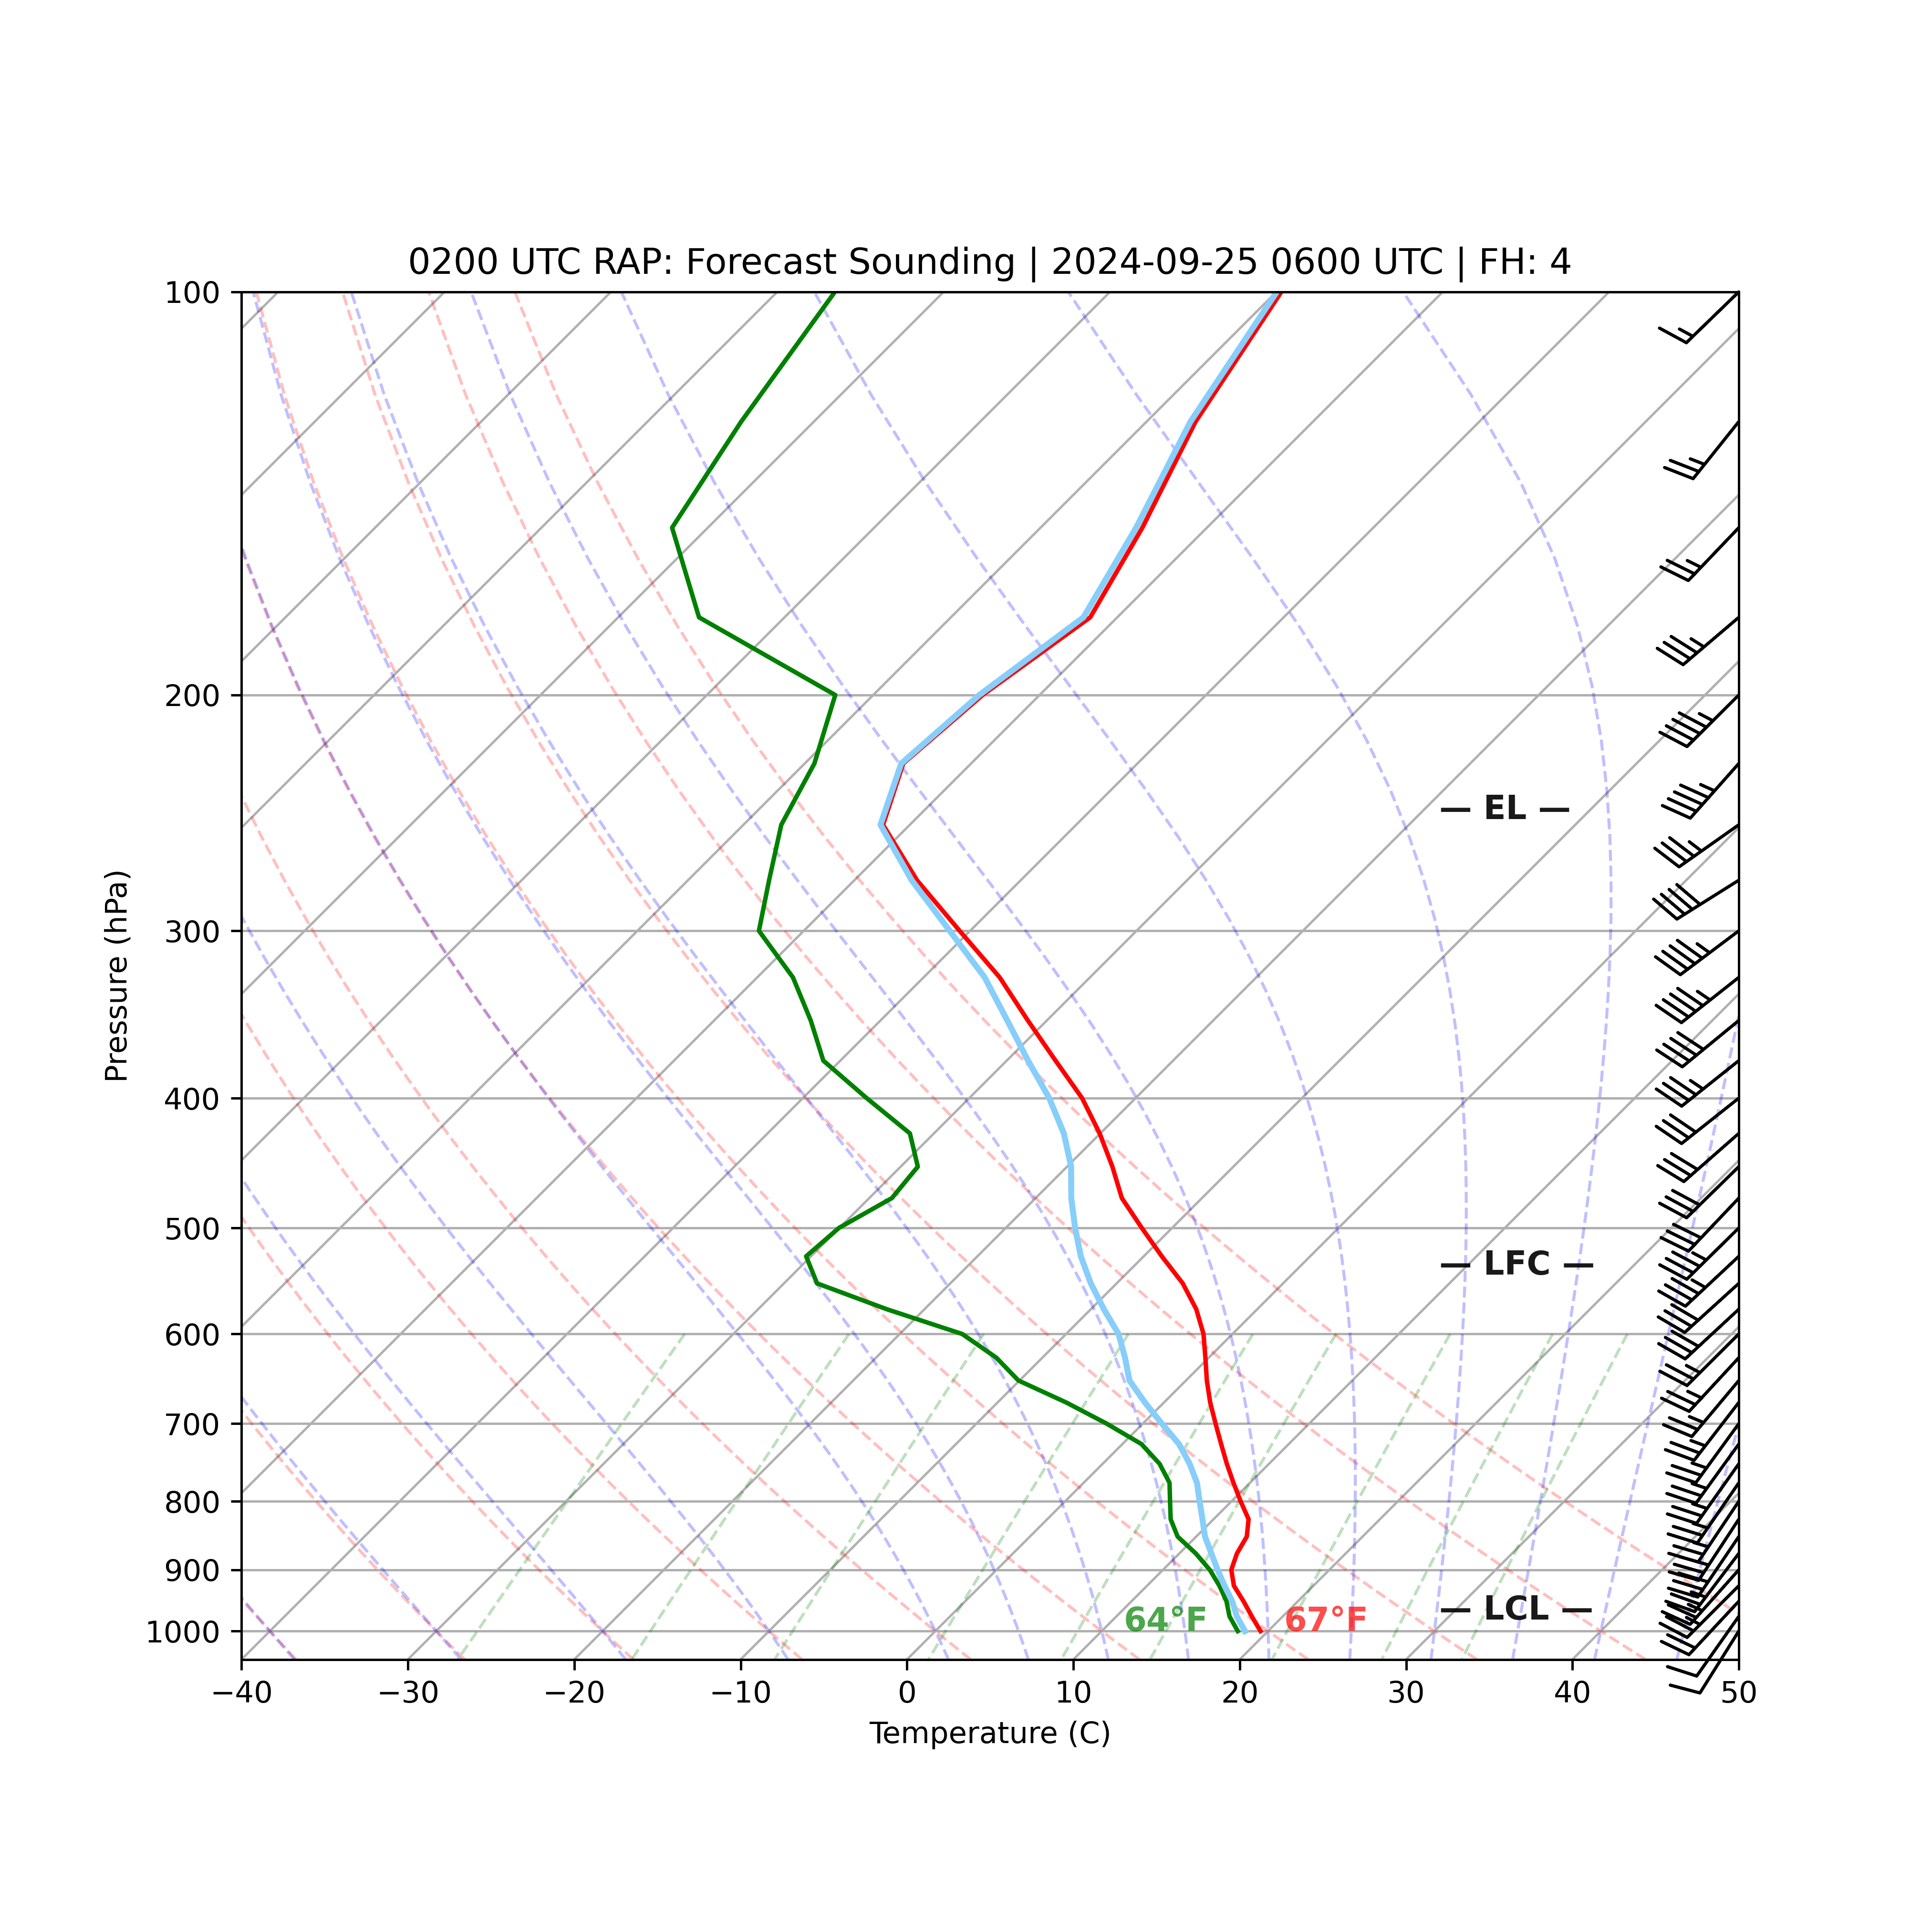 0200 UTC RAP: Forecast Sounding | 2024-09-25 0600 UTC | FH: 4
100
200
300
400
500
600
700
800
900
1000
Pressure (hPa)
— EL —
— LFC —
— LCL —
64°F
67°F
−40
−30
−20
−10
0
10
20
30
40
50
Temperature (C)